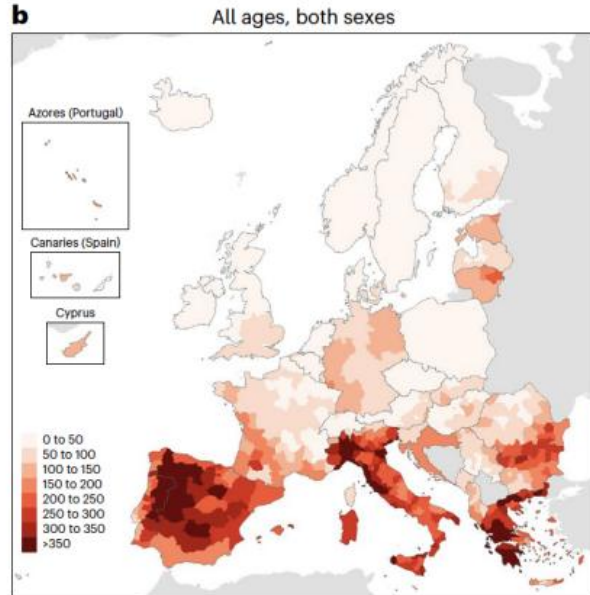 b
All ages, both sexes
Azores (Portugal)
Canaries (Spain)
Cyprus
0 to 50
50 to 100
100 to 150
150 to 200
200 to 250
250 to 300
300 to 350
>350